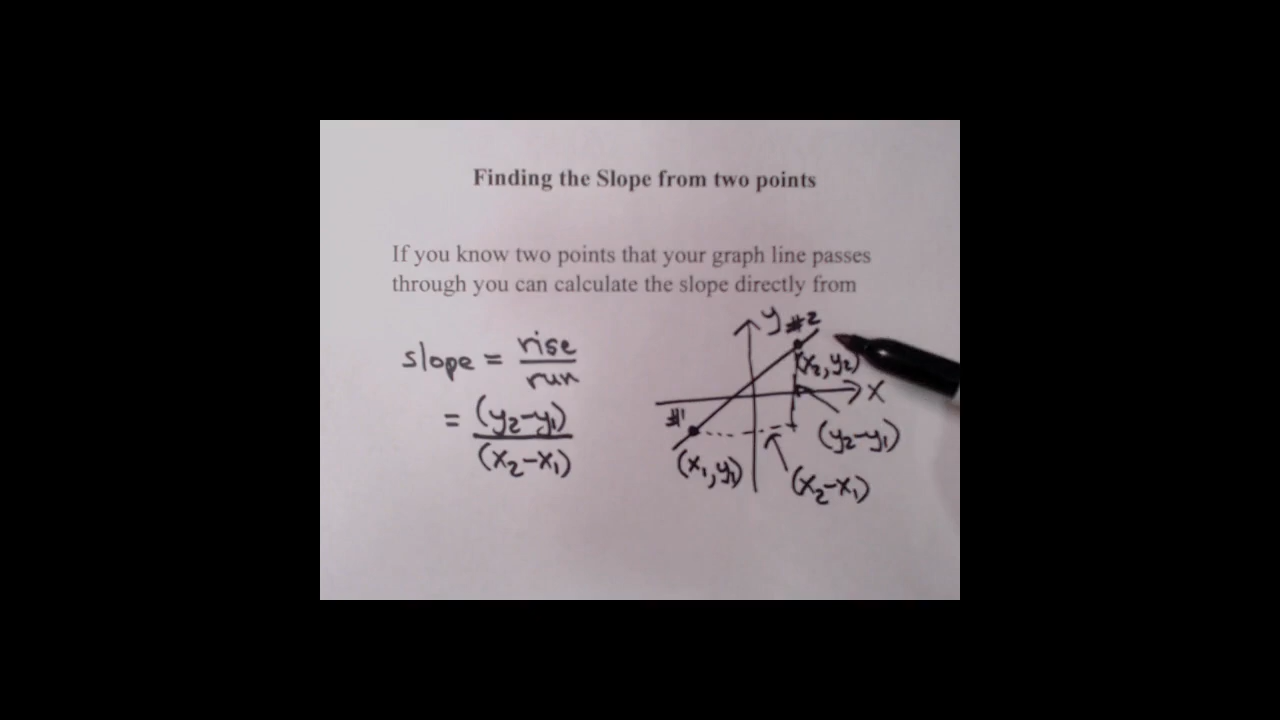 Finding the Slope from two points
If you know two points that your graph line passes
through you can calculate the slope directly from
slope = rise
run
= (y₂-y₁)
(x₂-x₁)
y #2
(x₂, y₂)
x
#1
(y₂-y₁)
(x₁, y₁)
(x₂-x₁)